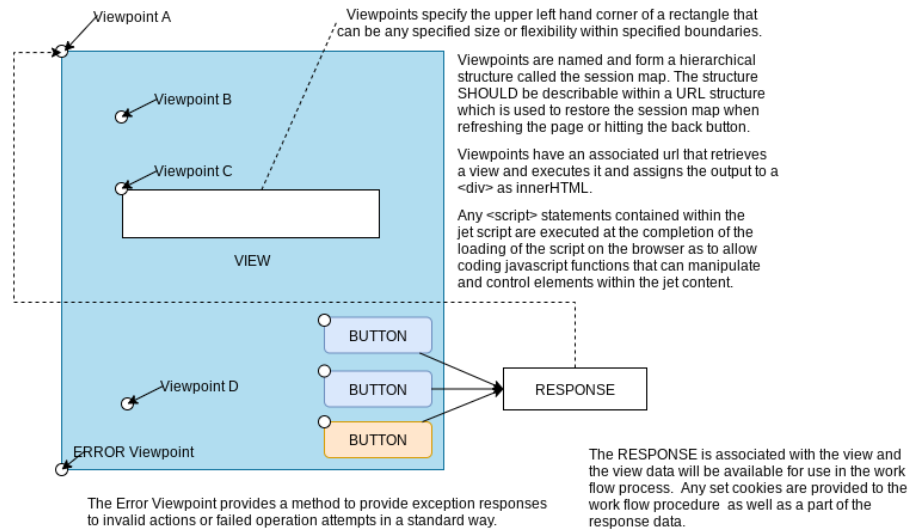 Viewpoint A
Viewpoints specify the upper left hand corner of a rectangle that
can be any specified size or flexibility within specified boundaries.
Viewpoints are named and form a hierarchical
structure called the session map. The structure
SHOULD be describable within a URL structure
which is used to restore the session map when
refreshing the page or hitting the back button.
Viewpoint B
Viewpoints have an associated url that retrieves
a view and executes it and assigns the output to a
<div> as innerHTML.
Viewpoint C
Any <script> statements contained within the
jet script are executed at the completion of the
loading of the script on the browser as to allow
coding javascript functions that can manipulate
and control elements within the jet content.
VIEW
BUTTON
BUTTON
BUTTON
RESPONSE
Viewpoint D
ERROR Viewpoint
The RESPONSE is associated with the view and
the view data will be available for use in the work
flow process. Any set cookies are provided to the
work flow procedure as well as a part of the
response data.
The Error Viewpoint provides a method to provide exception responses
to invalid actions or failed operation attempts in a standard way.